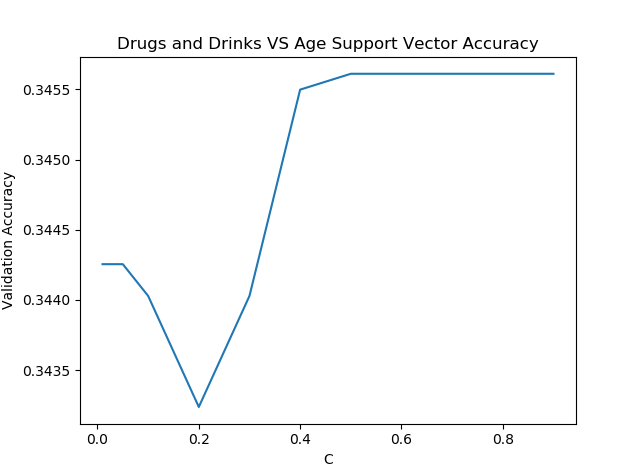 Drugs and Drinks VS Age Support Vector Accuracy
Validation Accuracy
0.3455
0.3450
0.3445
0.3440
0.3435
0.0 0.2 0.4 0.6 0.8
C